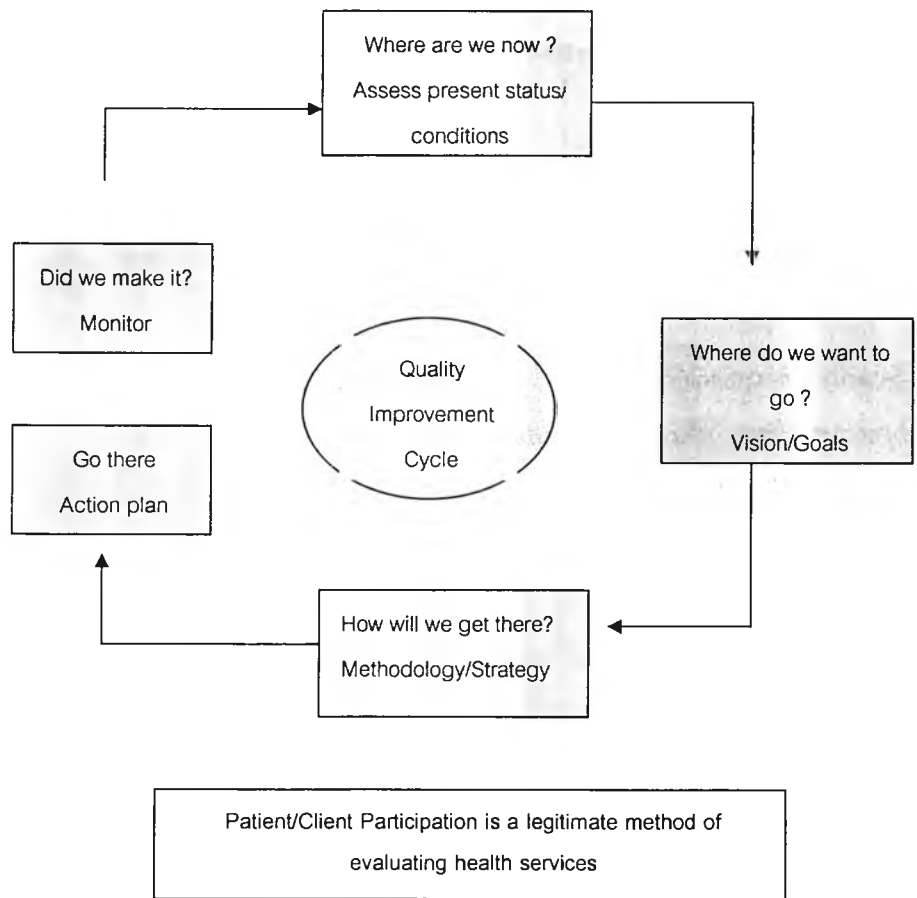 Where are we now ?
Assess present status/
conditions
Did we make it?
Monitor
Quality
Improvement
Cycle
Where do we want to
go ?
Vision/Goals
Go there
Action plan
How will we get there?
Methodology/Strategy
Patient/Client Participation is a legitimate method of
evaluating health services